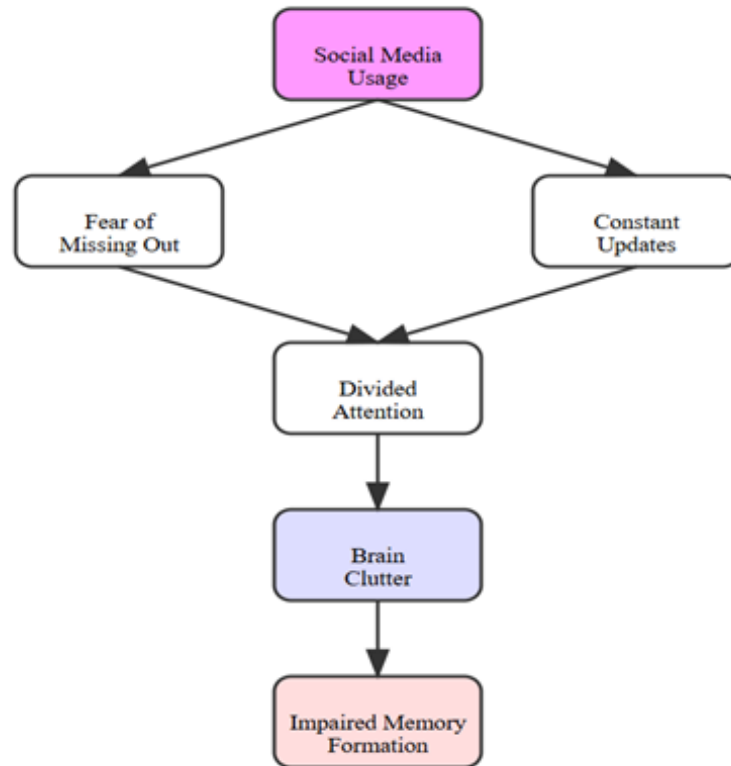 Social Media
Usage
Fear of
Missing Out
Constant
Updates
Divided
Attention
Brain
Clutter
Impaired Memory
Formation